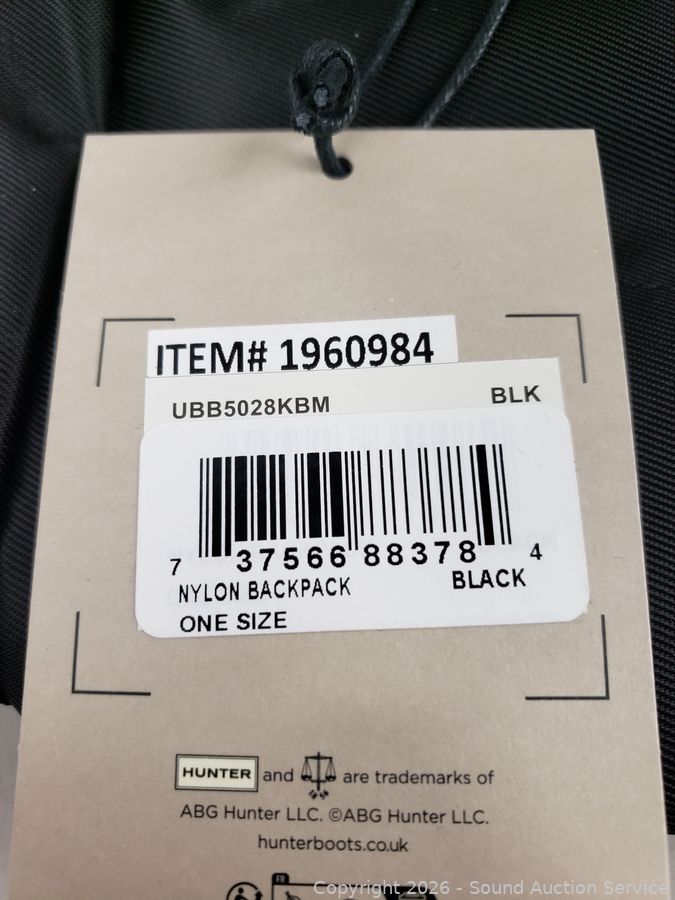 ITEM# 1960984
UBB5028KBM BLK
7 37566 88378 4
NYLON BACKPACK BLACK
ONE SIZE
HUNTER and are trademarks of
ABG Hunter LLC. ©ABG Hunter LLC.
hunterboots.co.uk
FR
Copyright 2026 - Sound Auction Service